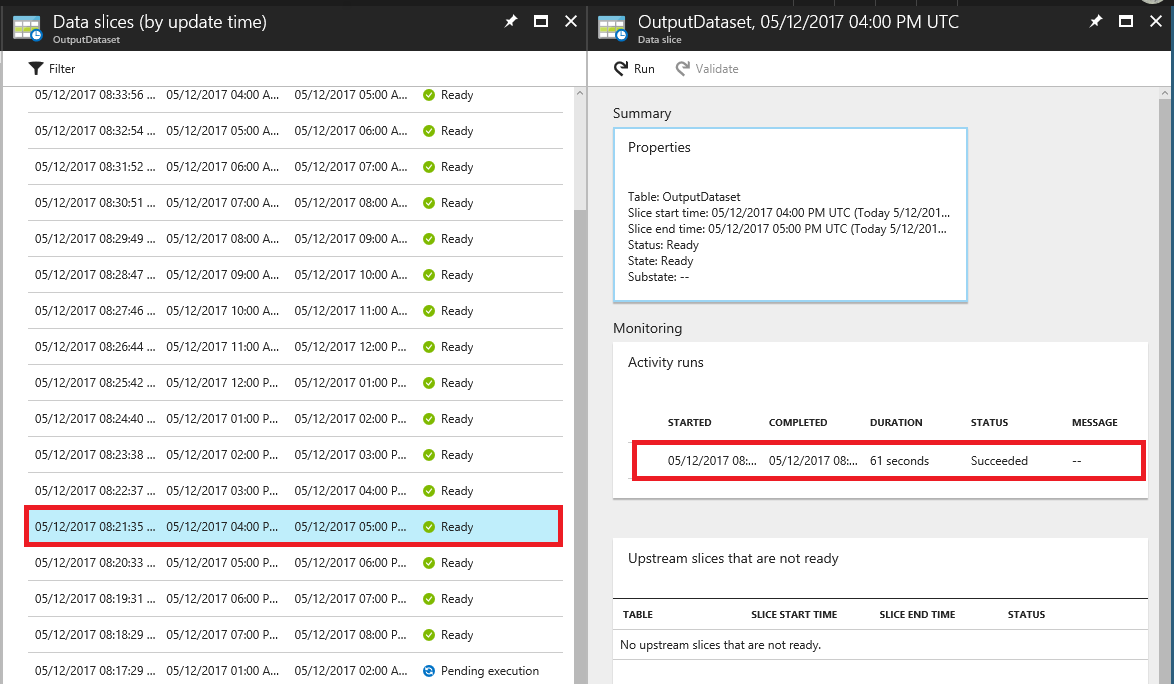 Data slices (by update time)
OutputDataset
Filter
05/12/2017 08:33:56 ... 05/12/2017 04:00 A... 05/12/2017 05:00 A... Ready
05/12/2017 08:32:54 ... 05/12/2017 05:00 A... 05/12/2017 06:00 A... Ready
05/12/2017 08:31:52 ... 05/12/2017 06:00 A... 05/12/2017 07:00 A... Ready
05/12/2017 08:30:51 ... 05/12/2017 07:00 A... 05/12/2017 08:00 A... Ready
05/12/2017 08:29:49 ... 05/12/2017 08:00 A... 05/12/2017 09:00 A... Ready
05/12/2017 08:28:47 ... 05/12/2017 09:00 A... 05/12/2017 10:00 A... Ready
05/12/2017 08:27:46 ... 05/12/2017 10:00 A... 05/12/2017 11:00 A... Ready
05/12/2017 08:26:44 ... 05/12/2017 11:00 A... 05/12/2017 12:00 P... Ready
05/12/2017 08:25:42 ... 05/12/2017 12:00 P... 05/12/2017 01:00 P... Ready
05/12/2017 08:24:40 ... 05/12/2017 01:00 P... 05/12/2017 02:00 P... Ready
05/12/2017 08:23:38 ... 05/12/2017 02:00 P... 05/12/2017 03:00 P... Ready
05/12/2017 08:22:37 ... 05/12/2017 03:00 P... 05/12/2017 04:00 P... Ready
05/12/2017 08:21:35 ... 05/12/2017 04:00 P... 05/12/2017 05:00 P... Ready
05/12/2017 08:20:33 ... 05/12/2017 05:00 P... 05/12/2017 06:00 P... Ready
05/12/2017 08:19:31 ... 05/12/2017 06:00 P... 05/12/2017 07:00 P... Ready
05/12/2017 08:18:29 ... 05/12/2017 07:00 P... 05/12/2017 08:00 P... Ready
05/12/2017 08:17:29 ... 05/12/2017 01:00 A... 05/12/2017 02:00 A... Pending execution
OutputDataset, 05/12/2017 04:00 PM UTC
Data slice
Run Validate
Summary
Properties
Table: OutputDataset
Slice start time: 05/12/2017 04:00 PM UTC (Today 5/12/201...
Slice end time: 05/12/2017 05:00 PM UTC (Today 5/12/201...
Status: Ready
State: Ready
Substate: --
Monitoring
Activity runs
STARTED COMPLETED DURATION STATUS MESSAGE
05/12/2017 08:... 05/12/2017 08:... 61 seconds Succeeded --
Upstream slices that are not ready
TABLE SLICE START TIME SLICE END TIME STATUS
No upstream slices that are not ready.